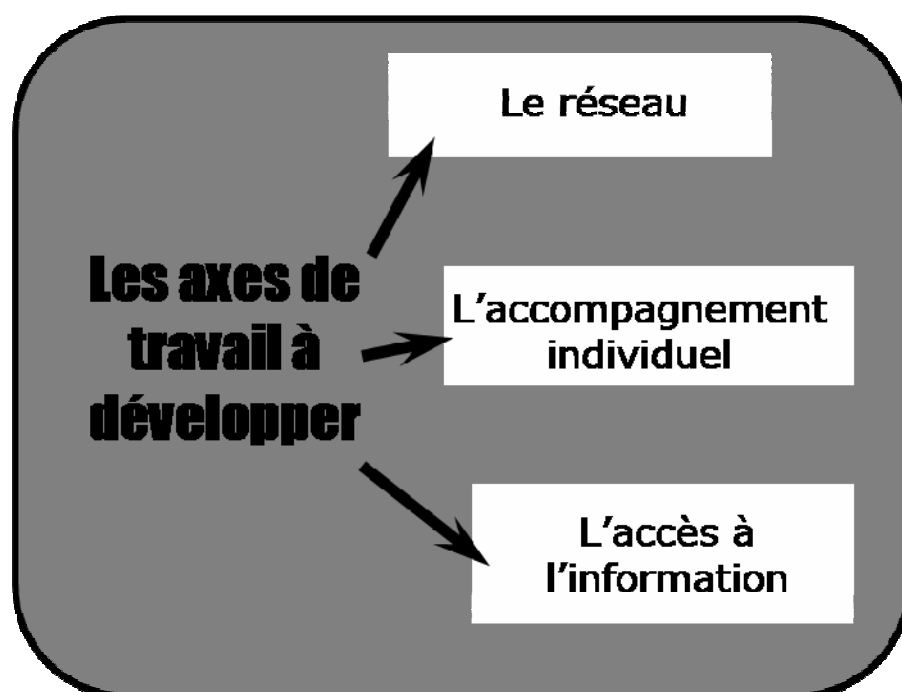 Le réseau
Les axes de
travail à
développer
L'accompagnement
individuel
L'accès à
l'information